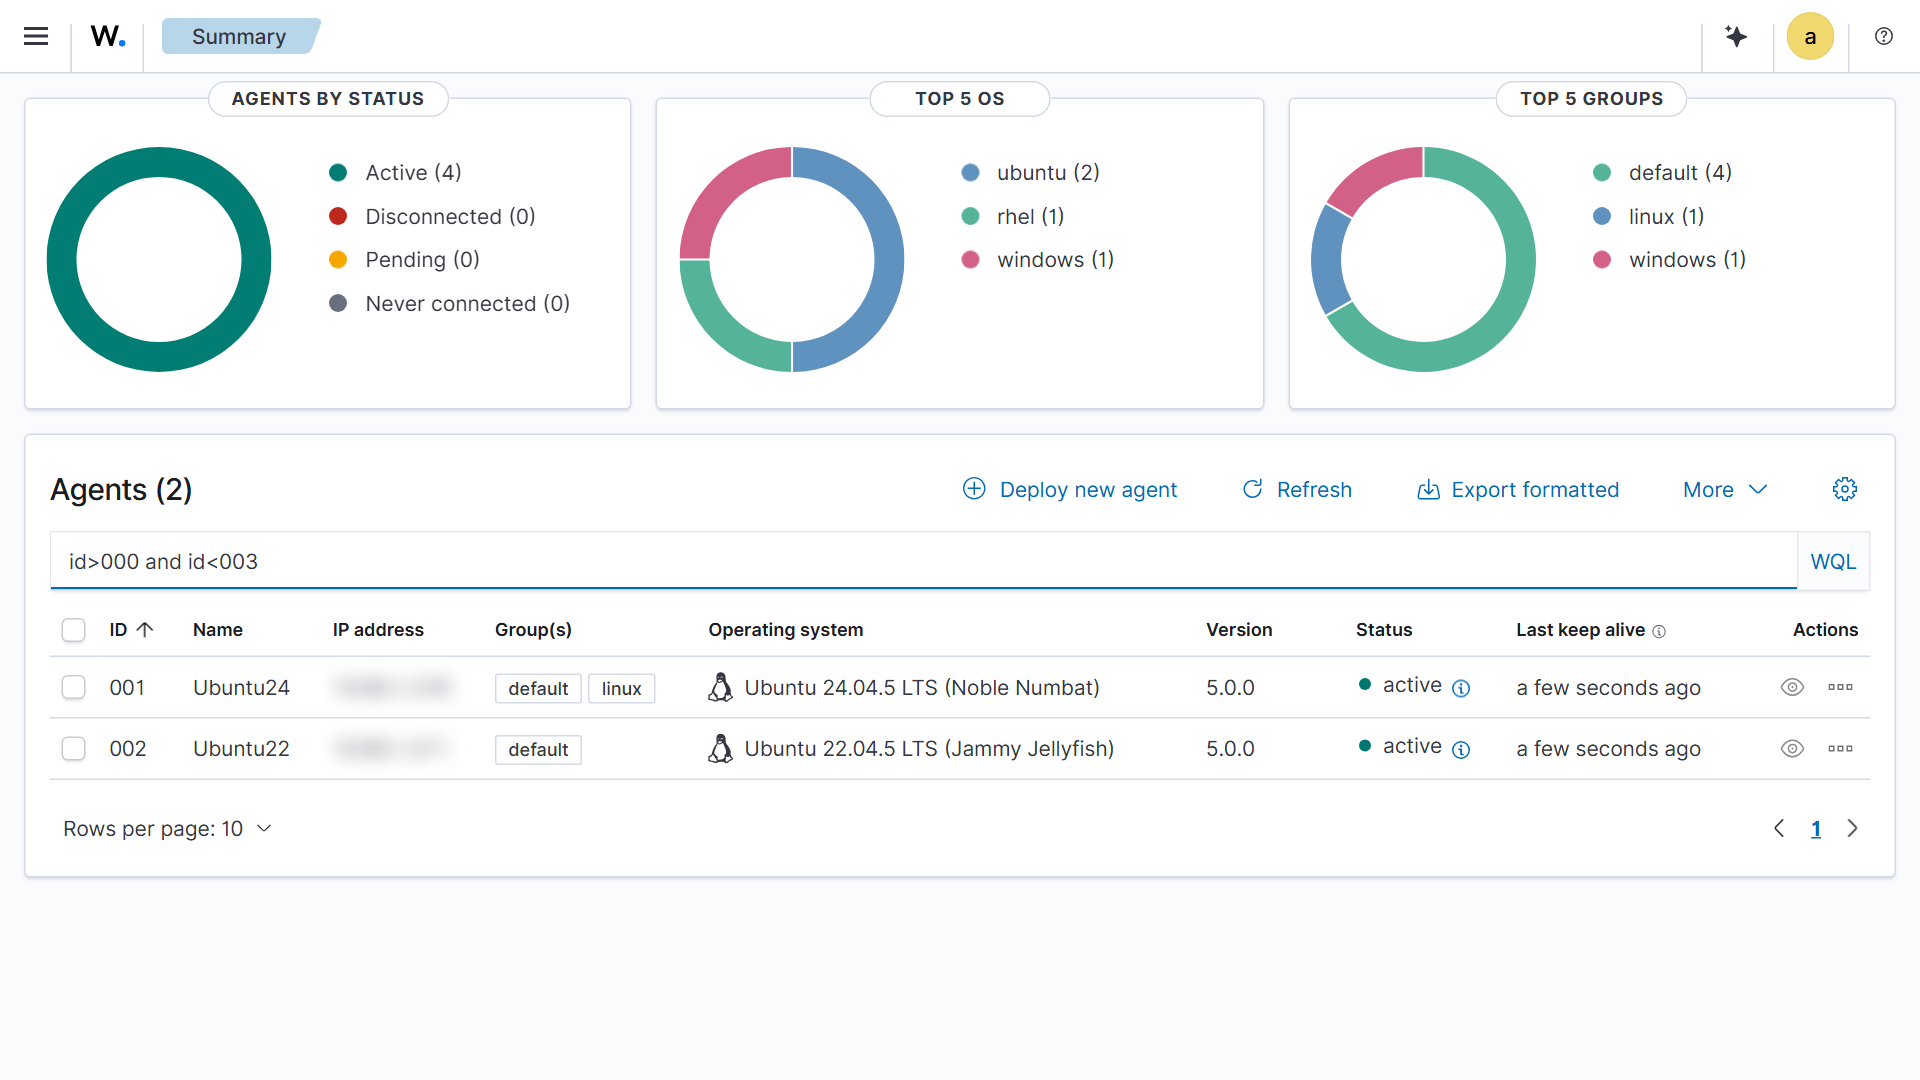 W. Summary a
AGENTS BY STATUS
Active (4)
Disconnected (0)
Pending (0)
Never connected (0)
TOP 5 OS
ubuntu (2)
rhel (1)
windows (1)
TOP 5 GROUPS
default (4)
linux (1)
windows (1)
Agents (2) Deploy new agent Refresh Export formatted More
id>000 and id<003 WQL
ID Name IP address Group(s) Operating system Version Status Last keep alive Actions
001 Ubuntu24 default linux Ubuntu 24.04.5 LTS (Noble Numbat) 5.0.0 active a few seconds ago
002 Ubuntu22 default Ubuntu 22.04.5 LTS (Jammy Jellyfish) 5.0.0 active a few seconds ago
Rows per page: 10 1